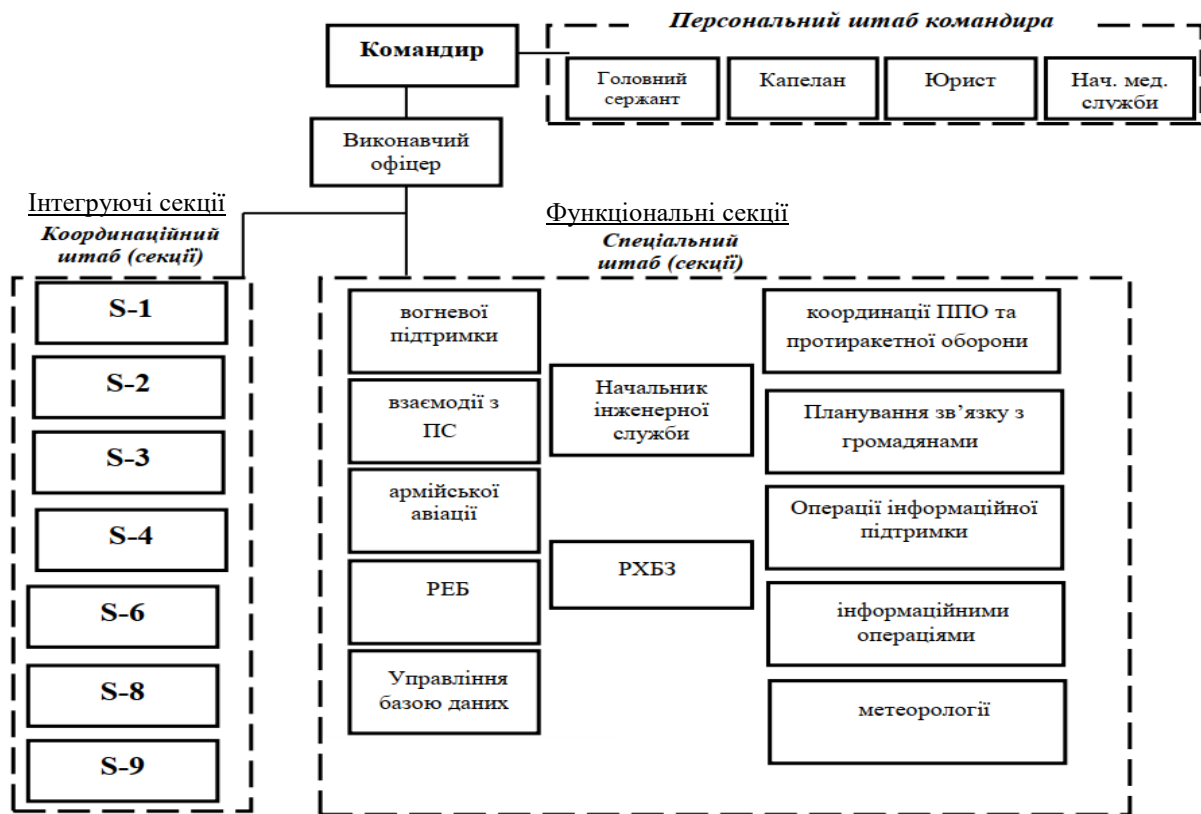 Персональний штаб командира
Командир
Головний
сержант
Капелан
Юрист
Нач. мед.
служби
Виконавчий
офіцер
Інтегруючі секції
Координаційний
штаб (секції)
S-1
S-2
S-3
S-4
S-6
S-8
S-9
Функціональні секції
Спеціальний
штаб (секції)
вогневої
підтримки
взаємодії з
ПС
армійської
авіації
РЕБ
Управління
базою даних
Начальник
інженерної
служби
РХБЗ
координації ППО та
протиракетної оборони
Планування зв’язку з
громадянами
Операції інформаційної
підтримки
інформаційними
операціями
метеорології